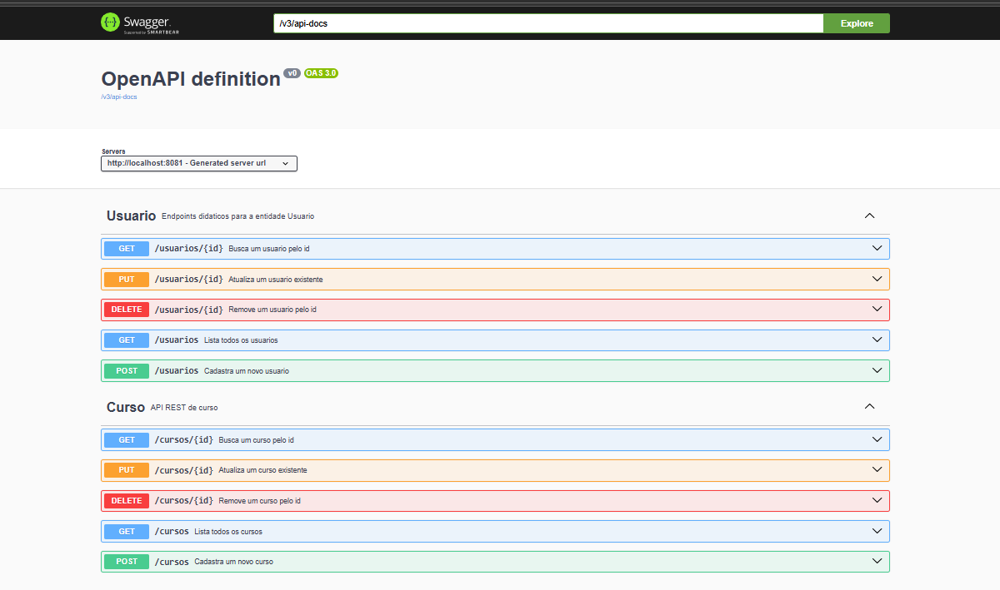 Swagger.
Supported by SMARTBEAR
/v3/api-docs
Explore
OpenAPI definition v0 OAS 3.0
/v3/api-docs
Servers
http://localhost:8081 - Generated server url
Usuario Endpoints didaticos para a entidade Usuario
GET /usuarios/{id} Busca um usuario pelo id
PUT /usuarios/{id} Atualiza um usuario existente
DELETE /usuarios/{id} Remove um usuario pelo id
GET /usuarios Lista todos os usuarios
POST /usuarios Cadastra um novo usuario
Curso API REST de curso
GET /cursos/{id} Busca um curso pelo id
PUT /cursos/{id} Atualiza um curso existente
DELETE /cursos/{id} Remove um curso pelo id
GET /cursos Lista todos os cursos
POST /cursos Cadastra um novo curso